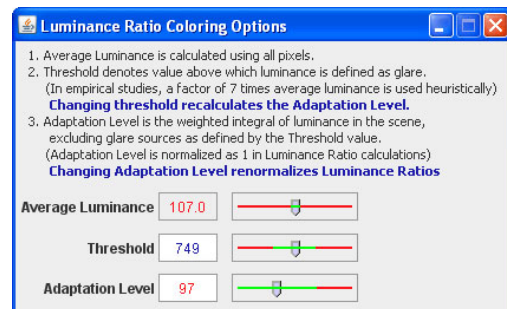 Luminance Ratio Coloring Options
1. Average Luminance is calculated using all pixels.
2. Threshold denotes value above which luminance is defined as glare.
(In empirical studies, a factor of 7 times average luminance is used heuristically)
Changing threshold recalculates the Adaptation Level.
3. Adaptation Level is the weighted integral of luminance in the scene,
excluding glare sources as defined by the Threshold value.
(Adaptation Level is normalized as 1 in Luminance Ratio calculations)
Changing Adaptation Level renormalizes Luminance Ratios
Average Luminance 107.0
Threshold 749
Adaptation Level 97